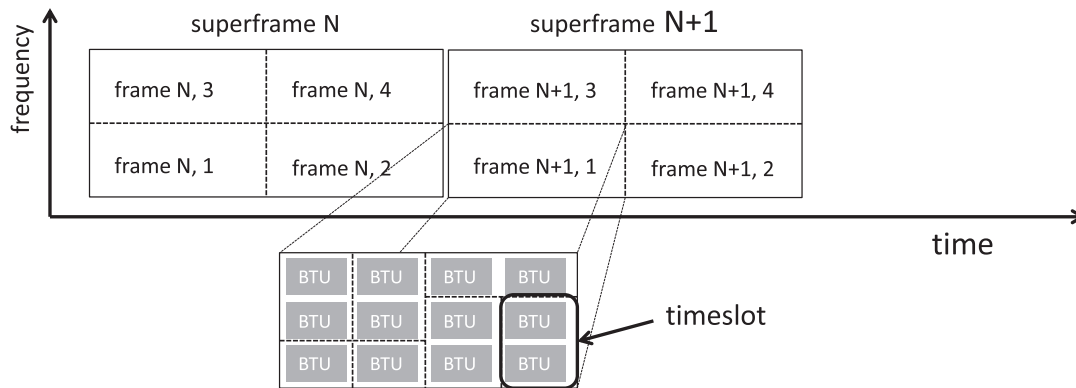 superframe N
superframe N+1
frequency
frame N, 3
frame N, 4
frame N+1, 3
frame N+1, 4
frame N, 1
frame N, 2
frame N+1, 1
frame N+1, 2
time
BTU BTU BTU BTU
BTU BTU BTU BTU
timeslot
BTU BTU BTU BTU